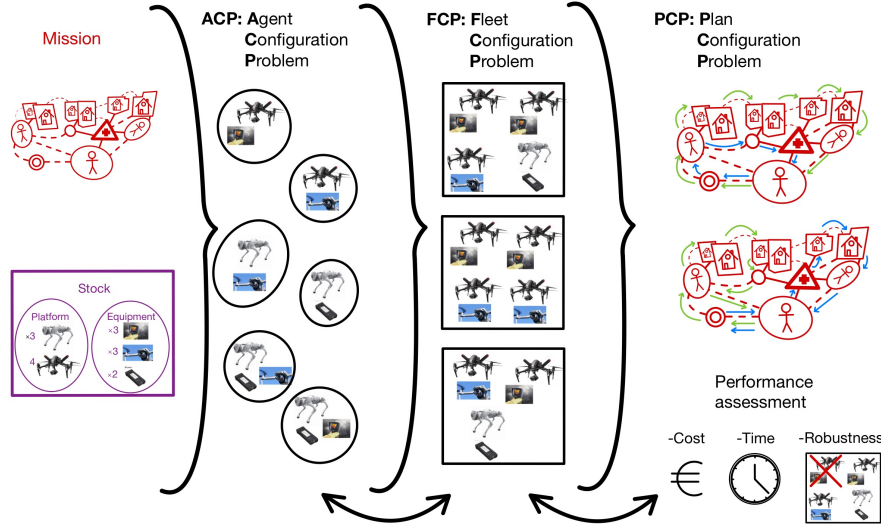 Mission
ACP: Agent
Configuration
Problem
FCP: Fleet
Configuration
Problem
PCP: Plan
Configuration
Problem
Stock
Platform
Equipment
×3
4
×3
×3
×2
Performance
assessment
-Cost
-Time
-Robustness